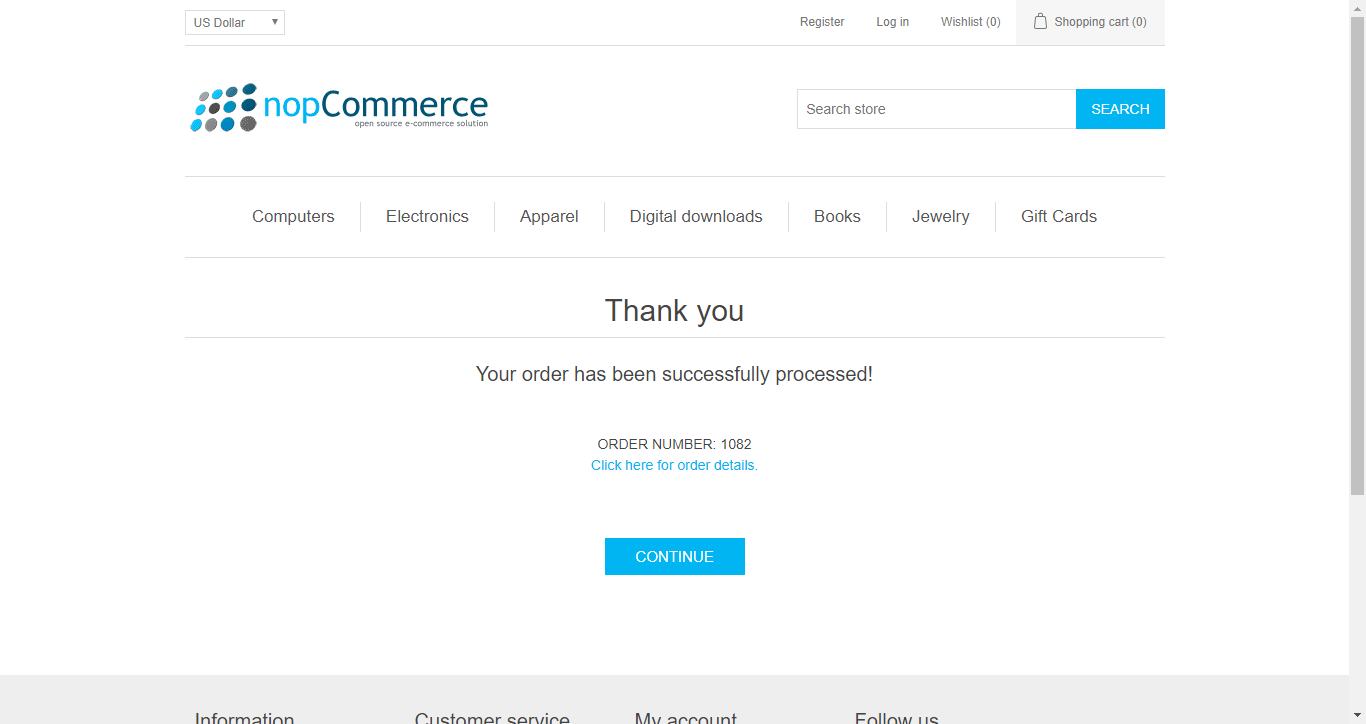 US Dollar
Register
Log in
Wishlist (0)
Shopping cart (0)
nopCommerce
open source e-commerce solution
Search store
SEARCH
Computers
Electronics
Apparel
Digital downloads
Books
Jewelry
Gift Cards
Thank you
Your order has been successfully processed!
ORDER NUMBER: 1082
Click here for order details.
CONTINUE
Information
Customer service
My account
Follow us